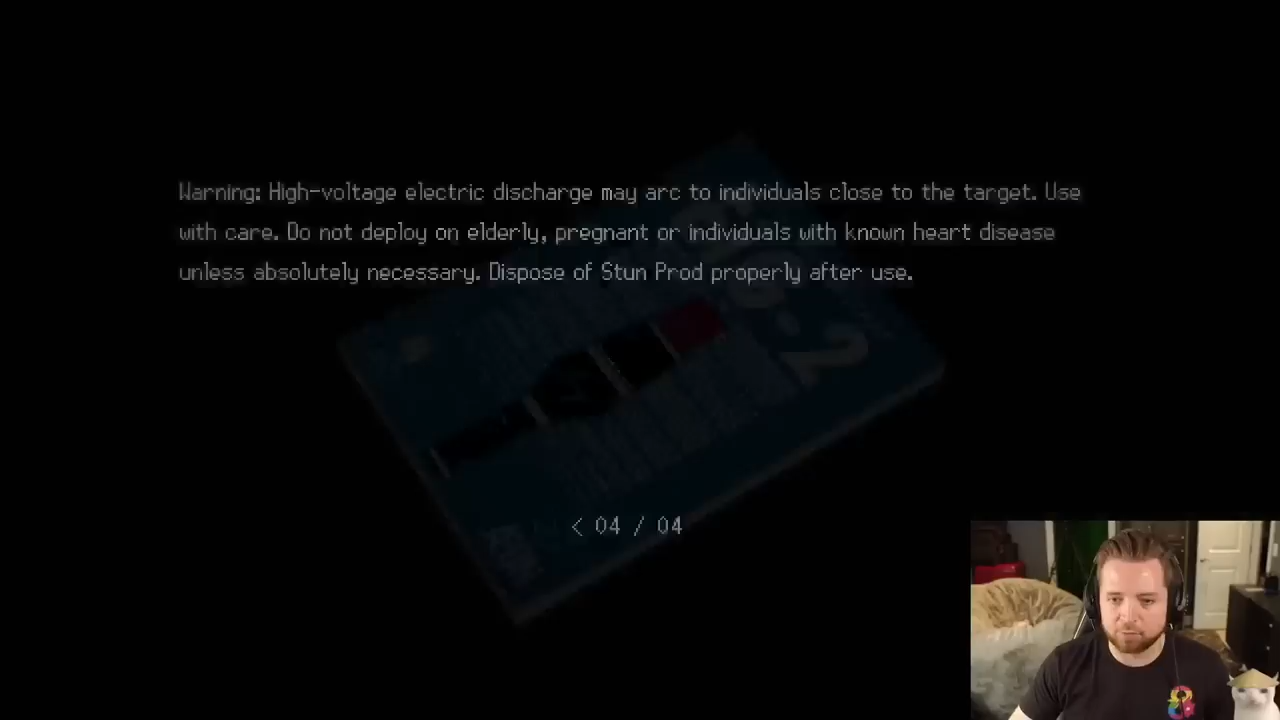 Warning: High-voltage electric discharge may arc to individuals close to the target. Use
with care. Do not deploy on elderly, pregnant or individuals with known heart disease
unless absolutely necessary. Dispose of Stun Prod properly after use.
< 04 / 04